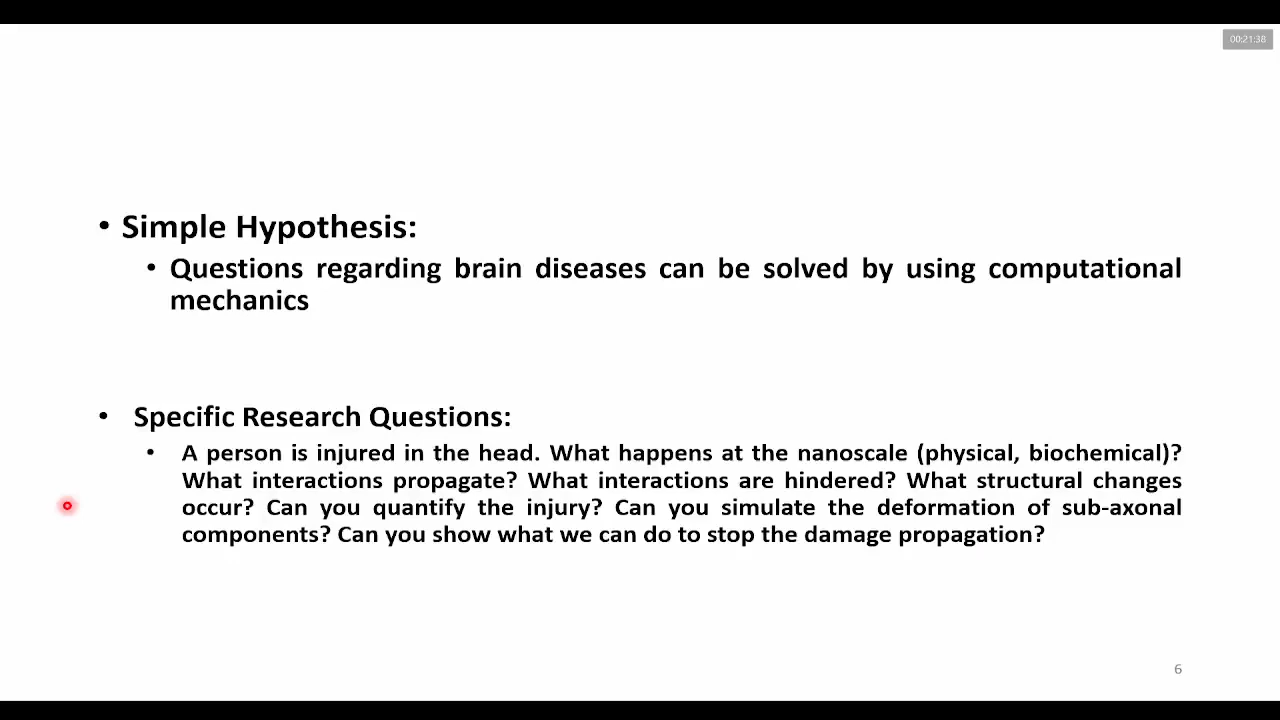 00:21:38
• Simple Hypothesis:
• Questions regarding brain diseases can be solved by using computational
mechanics
• Specific Research Questions:
• A person is injured in the head. What happens at the nanoscale (physical, biochemical)?
What interactions propagate? What interactions are hindered? What structural changes
occur? Can you quantify the injury? Can you simulate the deformation of sub-axonal
components? Can you show what we can do to stop the damage propagation?
6